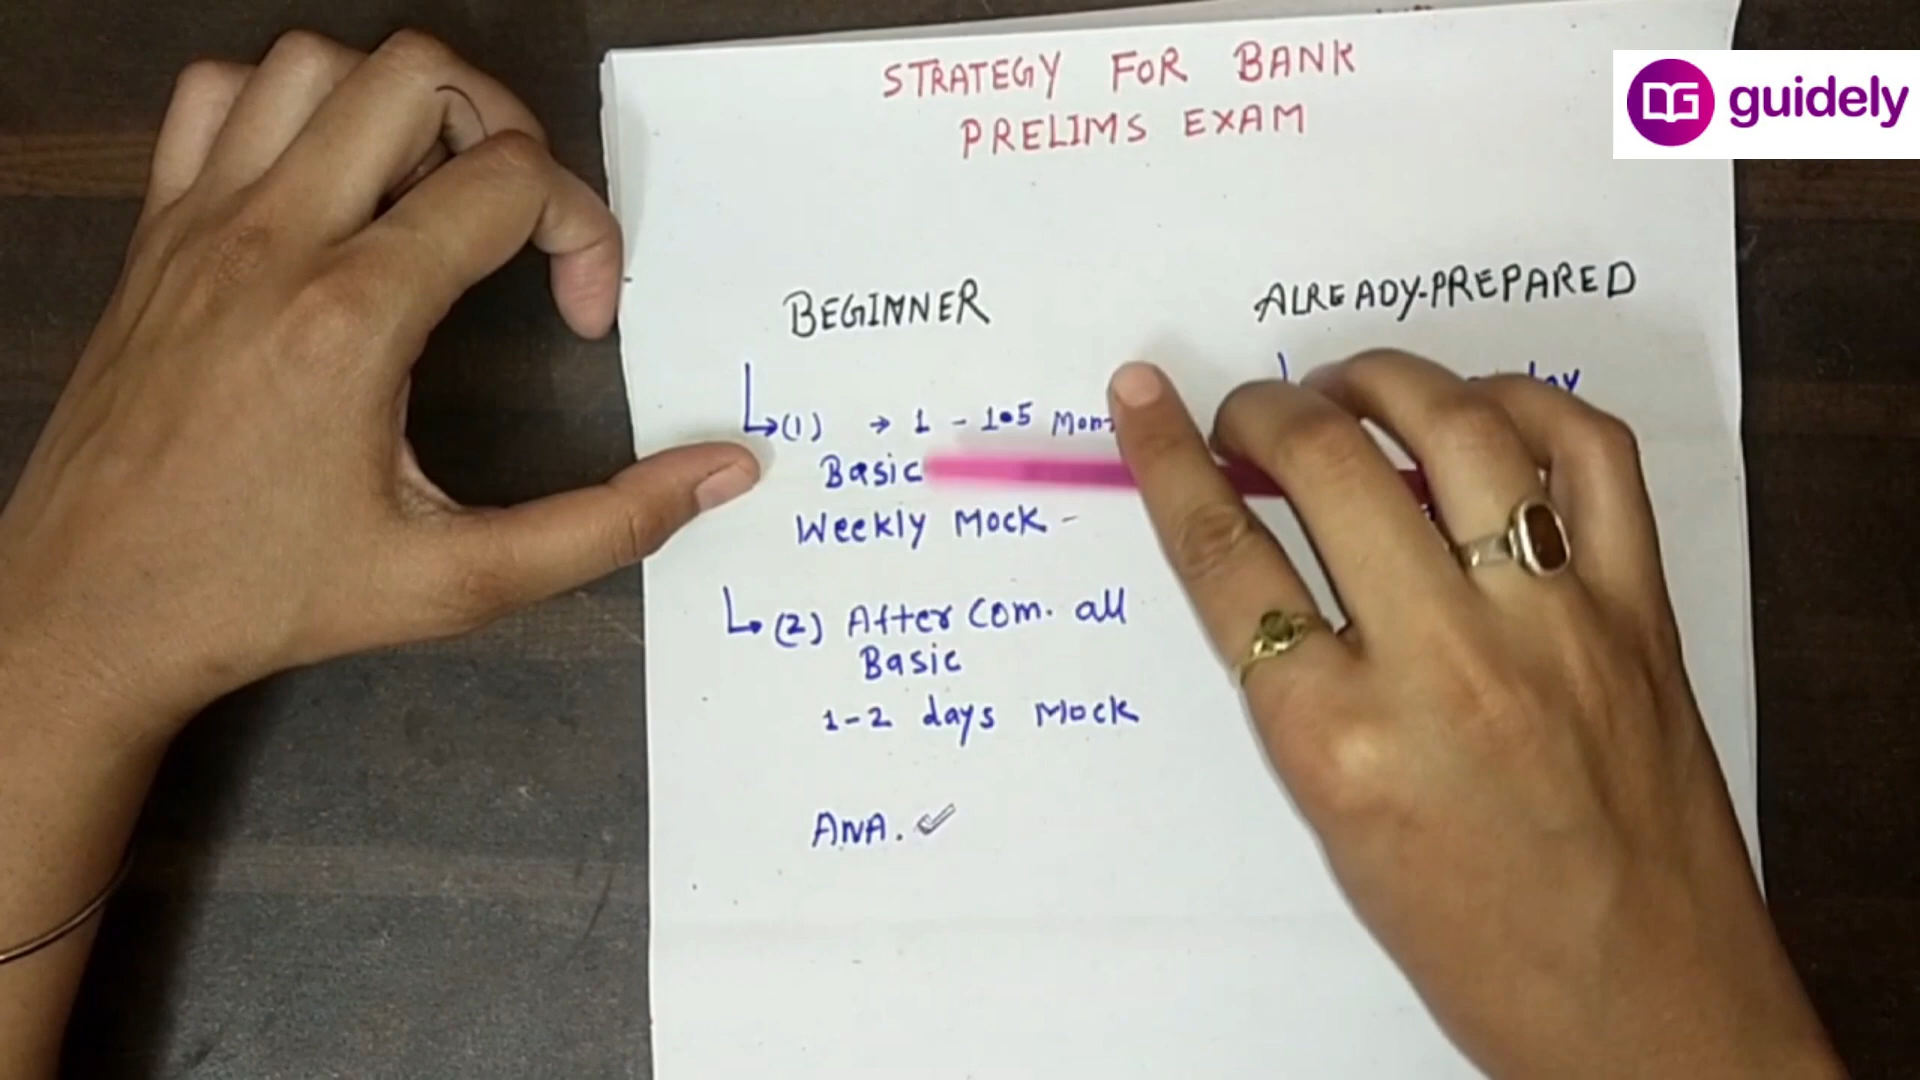 STRATEGY FOR BANK
PRELIMS EXAM
guidely
BEGINNER
(1) → 1 - 1.5 Mon
Basic
Weekly Mock -
(2) After Com. all
Basic
1-2 days Mock
ANA. ✓
ALREADY-PREPARED